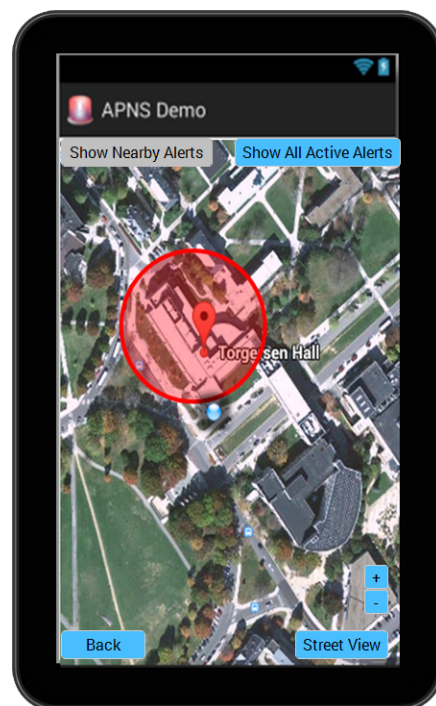 APNS Demo
Show Nearby Alerts
Show All Active Alerts
Torgersen Hall
+
-
Back
Street View